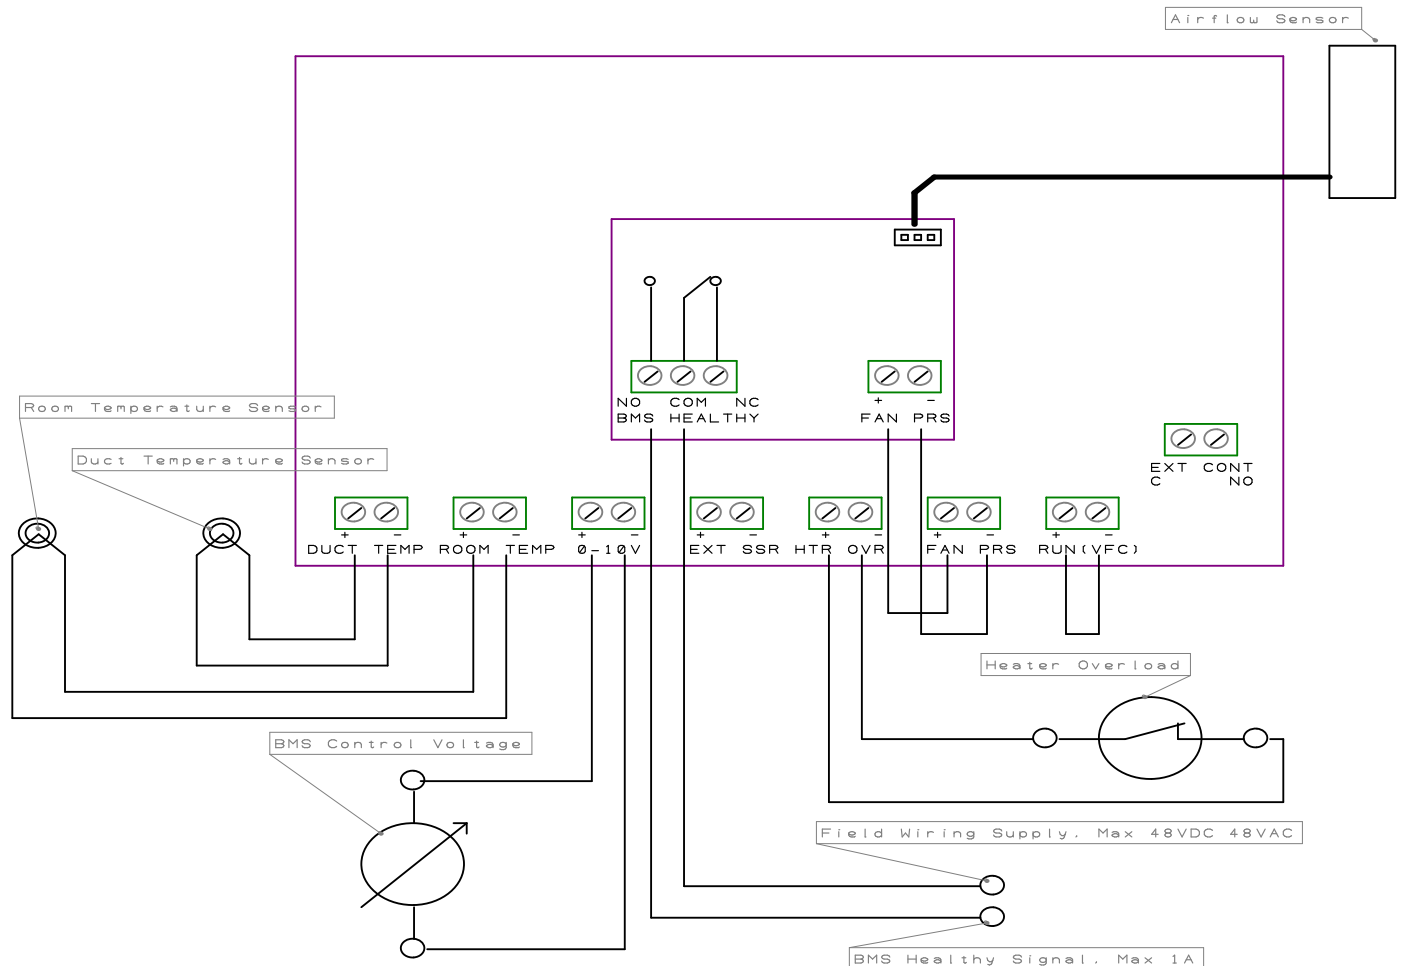 Airflow Sensor
NO COM NC
BMS HEALTHY
+ -
FAN PRS
Room Temperature Sensor
Duct Temperature Sensor
EXT CONT
C NO
+ - + - + - + - + - + - + -
DUCT TEMP ROOM TEMP 0-10V EXT SSR HTR OVR FAN PRS RUN(VFC)
Heater Overload
BMS Control Voltage
Field Wiring Supply, Max 48VDC 48VAC
BMS Healthy Signal, Max 1A